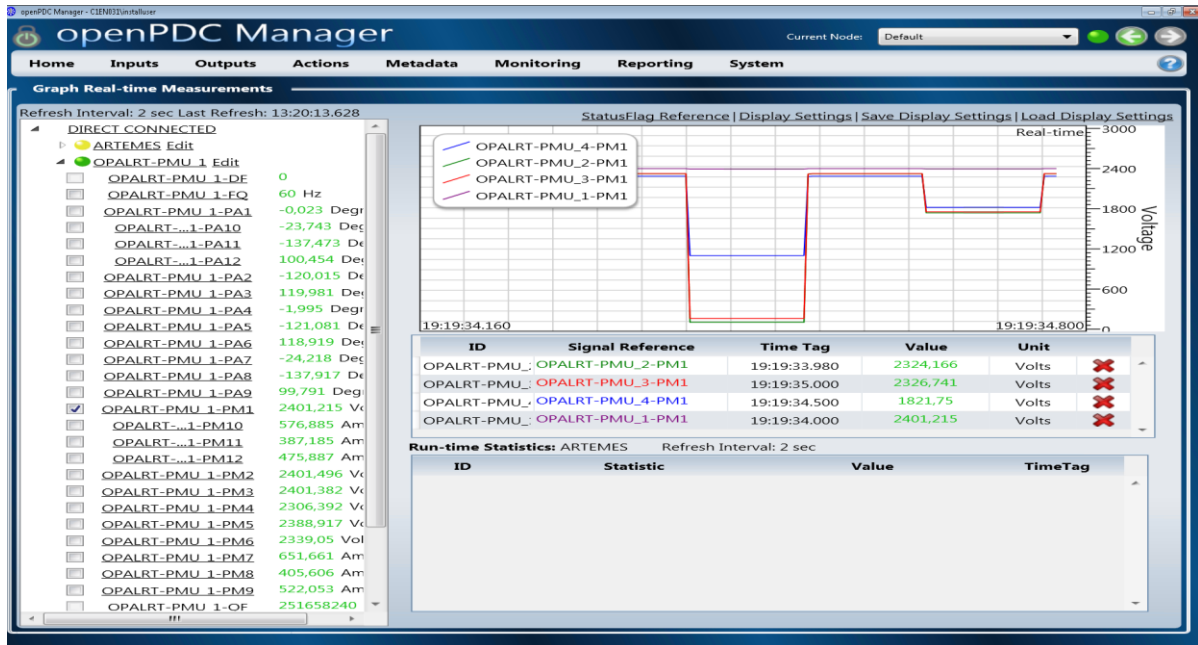 openPDC Manager - C1EN032\installuser
openPDC Manager
Current Node: Default
Home Inputs Outputs Actions Metadata Monitoring Reporting System
Graph Real-time Measurements
Refresh Interval: 2 sec Last Refresh: 13:20:13.628
DIRECT CONNECTED
ARTEMES Edit
OPALRT-PMU_1 Edit
OPALRT-PMU_1-DF 0
OPALRT-PMU_1-FQ 60 Hz
OPALRT-PMU_1-PA1 -0,023 Degr
OPALRT-...1-PA10 -23,743 Deg
OPALRT-...1-PA11 -137,473 De
OPALRT-...1-PA12 100,454 De
OPALRT-PMU_1-PA2 -120,015 De
OPALRT-PMU_1-PA3 119,981 De
OPALRT-PMU_1-PA4 -1,995 Degr
OPALRT-PMU_1-PA5 -121,081 De
OPALRT-PMU_1-PA6 118,919 De
OPALRT-PMU_1-PA7 -24,218 Deg
OPALRT-PMU_1-PA8 -137,917 De
OPALRT-PMU_1-PA9 99,791 Deg
OPALRT-PMU_1-PM1 2401,215 Vo
OPALRT-...1-PM10 576,885 Am
OPALRT-...1-PM11 387,185 Am
OPALRT-...1-PM12 475,887 Am
OPALRT-PMU_1-PM2 2401,496 Vo
OPALRT-PMU_1-PM3 2401,382 Vo
OPALRT-PMU_1-PM4 2306,392 Vo
OPALRT-PMU_1-PM5 2388,917 Vo
OPALRT-PMU_1-PM6 2339,05 Vol
OPALRT-PMU_1-PM7 651,661 Am
OPALRT-PMU_1-PM8 405,606 Am
OPALRT-PMU_1-PM9 522,053 Am
OPALRT-PMU_1-OF 251658240
StatusFlag Reference | Display Settings | Save Display Settings | Load Display Settings
OPALRT-PMU_4-PM1
OPALRT-PMU_2-PM1
OPALRT-PMU_3-PM1
OPALRT-PMU_1-PM1
Real-time
3000
2400
1800
1200
600
0
Voltage
19:19:34.160 19:19:34.800
ID Signal Reference Time Tag Value Unit
OPALRT-PMU_ OPALRT-PMU_2-PM1 19:19:33.980 2324,166 Volts
OPALRT-PMU_ OPALRT-PMU_3-PM1 19:19:35.000 2326,741 Volts
OPALRT-PMU_ OPALRT-PMU_4-PM1 19:19:34.500 1821,75 Volts
OPALRT-PMU_ OPALRT-PMU_1-PM1 19:19:34.000 2401,215 Volts
Run-time Statistics: ARTEMES Refresh Interval: 2 sec
ID Statistic Value TimeTag